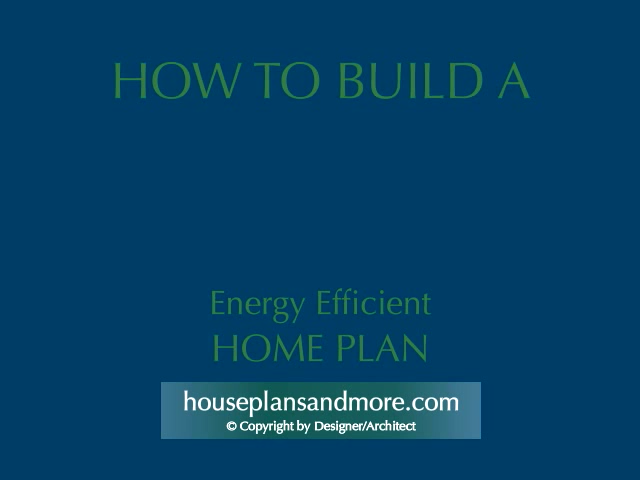 HOW TO BUILD A
Energy Efficient
HOME PLAN
houseplansandmore.com
© Copyright by Designer/Architect